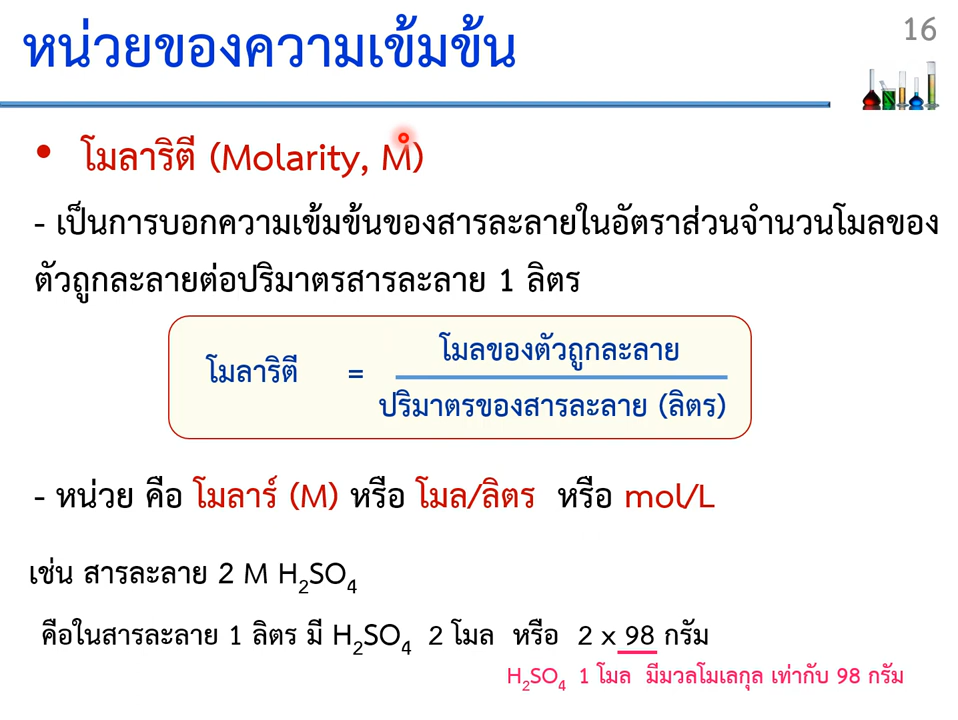 16
หน่วยของความเข้มข้น
• โมลาริตี (Molarity, M)
- เป็นการบอกความเข้มข้นของสารละลายในอัตราส่วนจำนวนโมลของ
ตัวถูกละลายต่อปริมาตรสารละลาย 1 ลิตร
โมลของตัวถูกละลาย
โมลาริตี =
ปริมาตรของสารละลาย (ลิตร)
- หน่วย คือ โมลาร์ (M) หรือ โมล/ลิตร หรือ mol/L
เช่น สารละลาย 2 M H₂SO₄
คือในสารละลาย 1 ลิตร มี H₂SO₄ 2 โมล หรือ 2 x 98 กรัม
H₂SO₄ 1 โมล มีมวลโมเลกุล เท่ากับ 98 กรัม